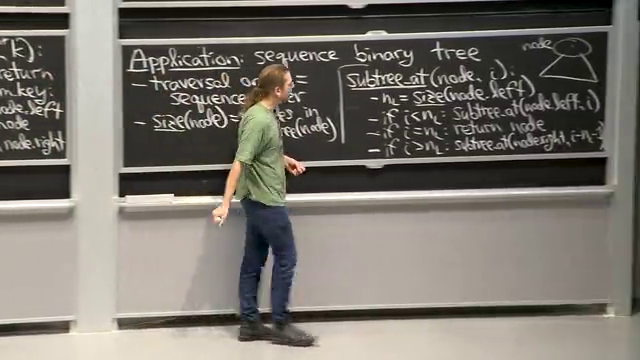 k):
return
m.key:
node.left
node
node.right
Application: sequence binary tree
- traversal =
sequence
- size(node) = in
tree(node)
subtree_at(node, i):
- nL = size(node.left)
- if i<nL: subtree_at(node.left, i)
- if i=nL: return node
- if i>nL: subtree_at(node.right, i-nL-1)
node